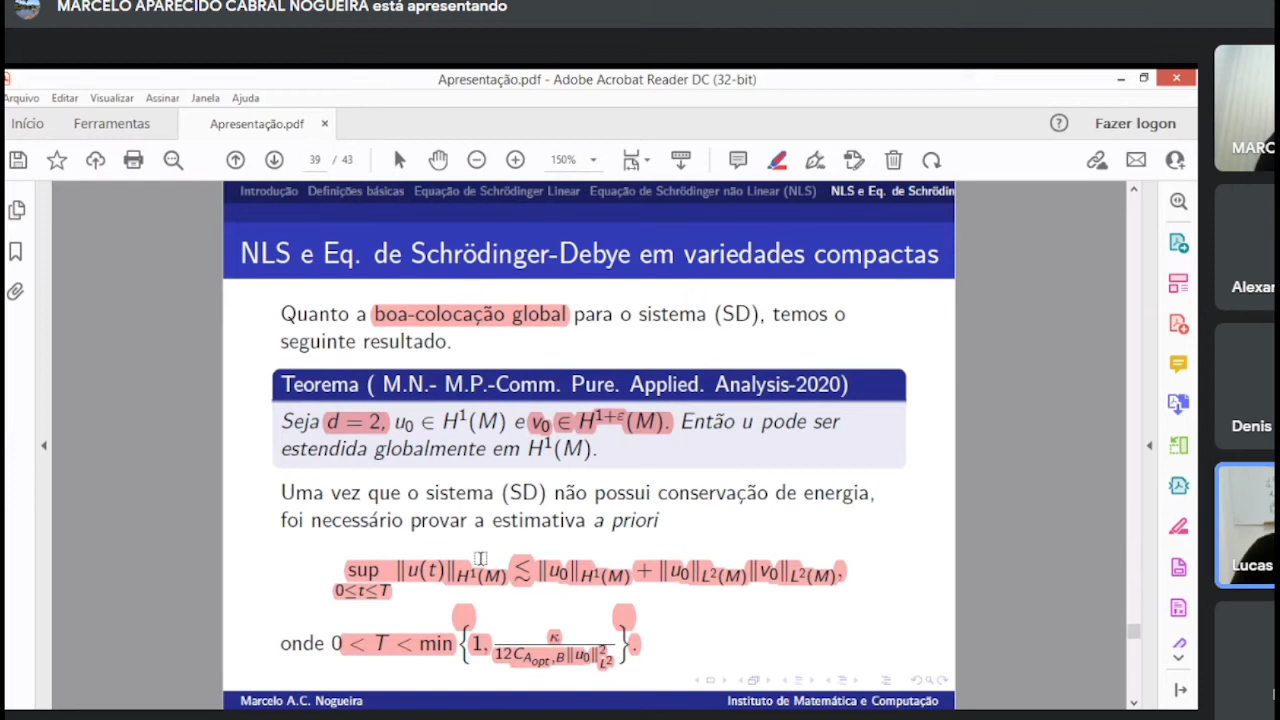 MARCELO APARECIDO CABRAL NOGUEIRA está apresentando
Apresentação.pdf - Adobe Acrobat Reader DC (32-bit)
Arquivo Editar Visualizar Assinar Janela Ajuda
Início Ferramentas Apresentação.pdf × Fazer logon
39 / 43 150%
Introdução Definições básicas Equação de Schrödinger Linear Equação de Schrödinger não Linear (NLS) NLS e Eq. de Schrödin
NLS e Eq. de Schrödinger-Debye em variedades compactas
Quanto a boa-colocação global para o sistema (SD), temos o
seguinte resultado.
Teorema ( M.N.- M.P.-Comm. Pure. Applied. Analysis-2020)
Seja d = 2, u₀ ∈ H¹(M) e v₀ ∈ H^{1+ε}(M). Então u pode ser
estendida globalmente em H¹(M).
Uma vez que o sistema (SD) não possui conservação de energia,
foi necessário provar a estimativa a priori
sup_{0≤t≤T} ‖u(t)‖_{H¹(M)} ≲ ‖u₀‖_{H¹(M)} + ‖u₀‖_{L²(M)}‖v₀‖_{L²(M)},
onde 0 < T < min {1, κ / 12C_{A_{opt},B}‖u₀‖²_{L²}}.
Marcelo A.C. Nogueira Instituto de Matemática e Computação
MARC
Alexar
Denis
Lucas